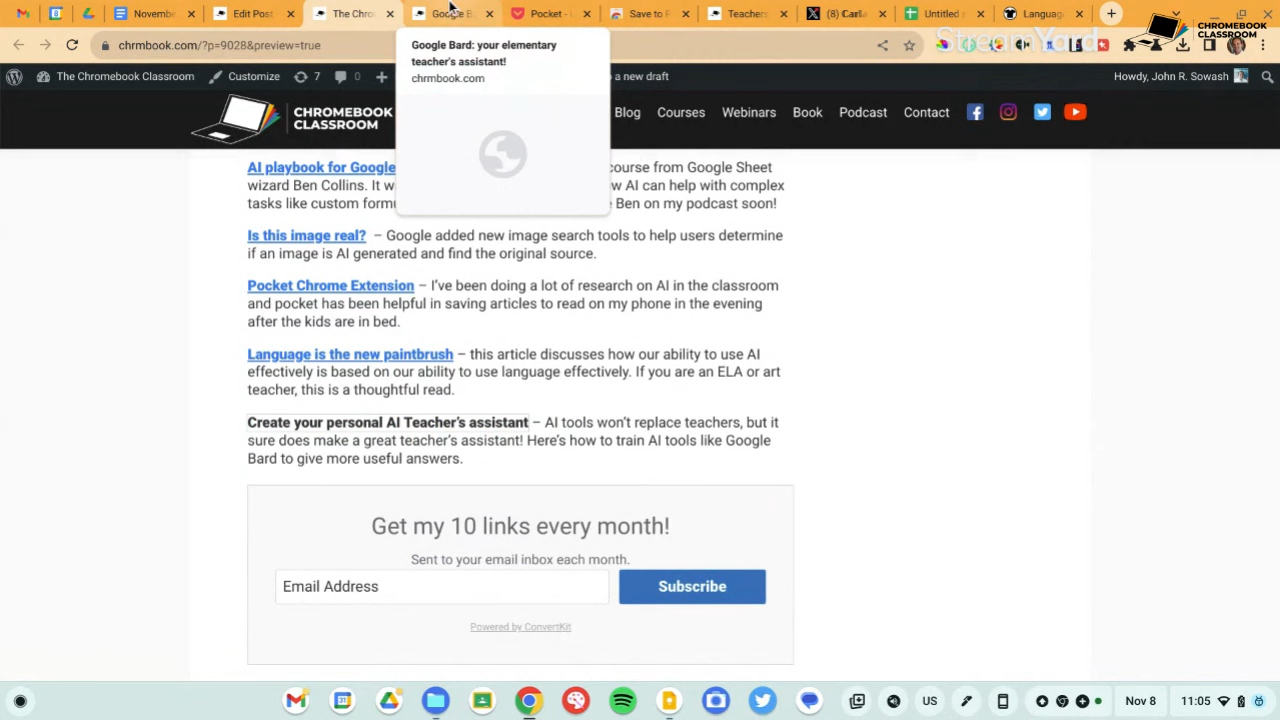 Novembe
Edit Post
The Chro
Google B
Pocket -
Save to P
Teachers
(8) Carla
Untitled s
Languag
chrmbook.com/?p=9028&preview=true
StreamYard
CHROMEBOOK
CLASSROOM
Google Bard: your elementary
teacher's assistant!
chrmbook.com
The Chromebook Classroom
Customize
7
0
o a new draft
Howdy, John R. Sowash
CHROMEBOOK
CLASSROOM
Blog
Courses
Webinars
Book
Podcast
Contact
AI playbook for Google course from Google Sheet
wizard Ben Collins. It w w AI can help with complex
tasks like custom formu Ben on my podcast soon!
Is this image real? – Google added new image search tools to help users determine
if an image is AI generated and find the original source.
Pocket Chrome Extension – I've been doing a lot of research on AI in the classroom
and pocket has been helpful in saving articles to read on my phone in the evening
after the kids are in bed.
Language is the new paintbrush – this article discusses how our ability to use AI
effectively is based on our ability to use language effectively. If you are an ELA or art
teacher, this is a thoughtful read.
Create your personal AI Teacher's assistant – AI tools won't replace teachers, but it
sure does make a great teacher's assistant! Here's how to train AI tools like Google
Bard to give more useful answers.
Get my 10 links every month!
Sent to your email inbox each month.
Email Address
Subscribe
Powered by ConvertKit
US
Nov 8
11:05